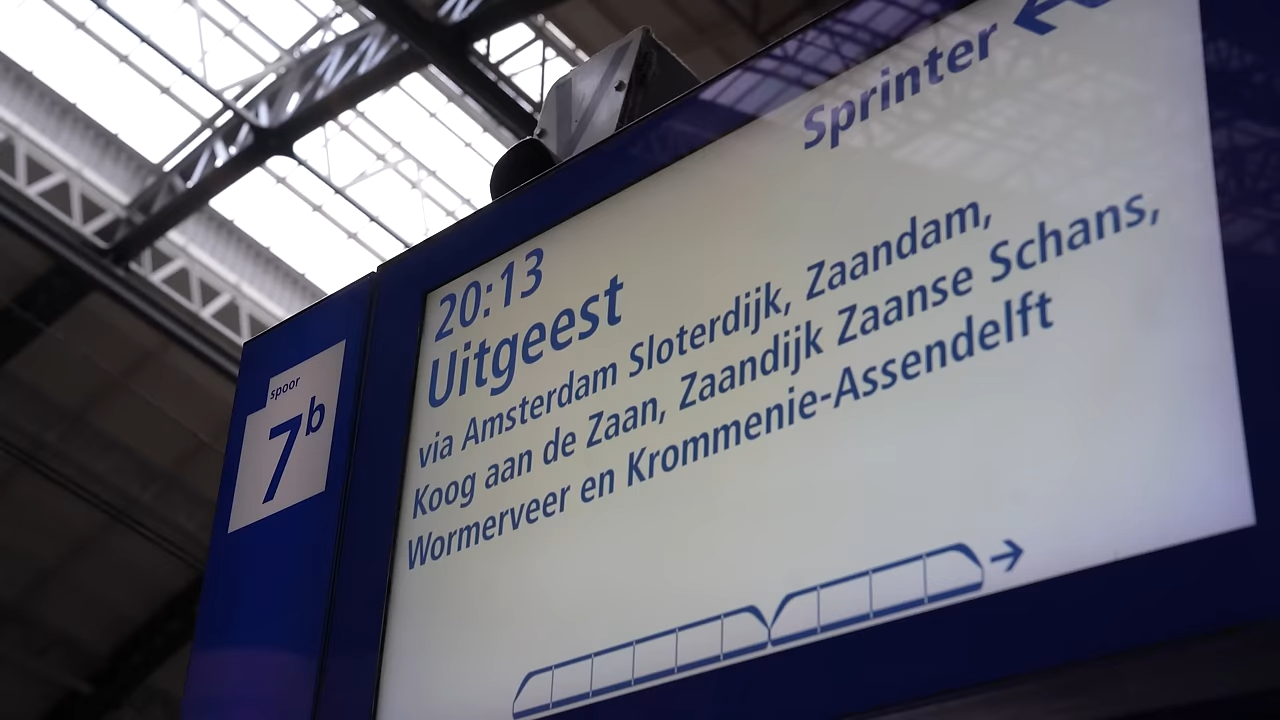 Sprinter
20:13
Uitgeest
via Amsterdam Sloterdijk, Zaandam,
Koog aan de Zaan, Zaandijk Zaanse Schans,
Wormerveer en Krommenie-Assendelft
spoor
7b